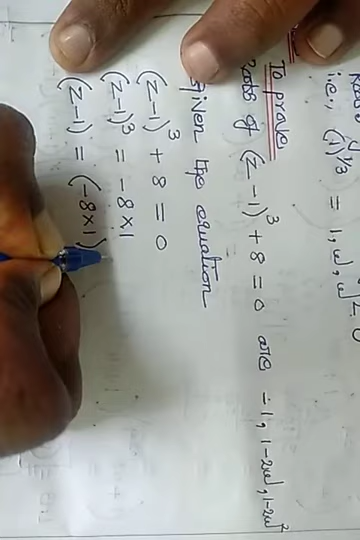 i.e., (1)^1/3 = 1, ω, ω²
To prove
Roots of (z-1)³ + 8 = 0 are -1, 1-2ω, 1-2ω²
Given the equation
(z-1)³ + 8 = 0
(z-1)³ = -8×1
(z-1) = (-8×1)